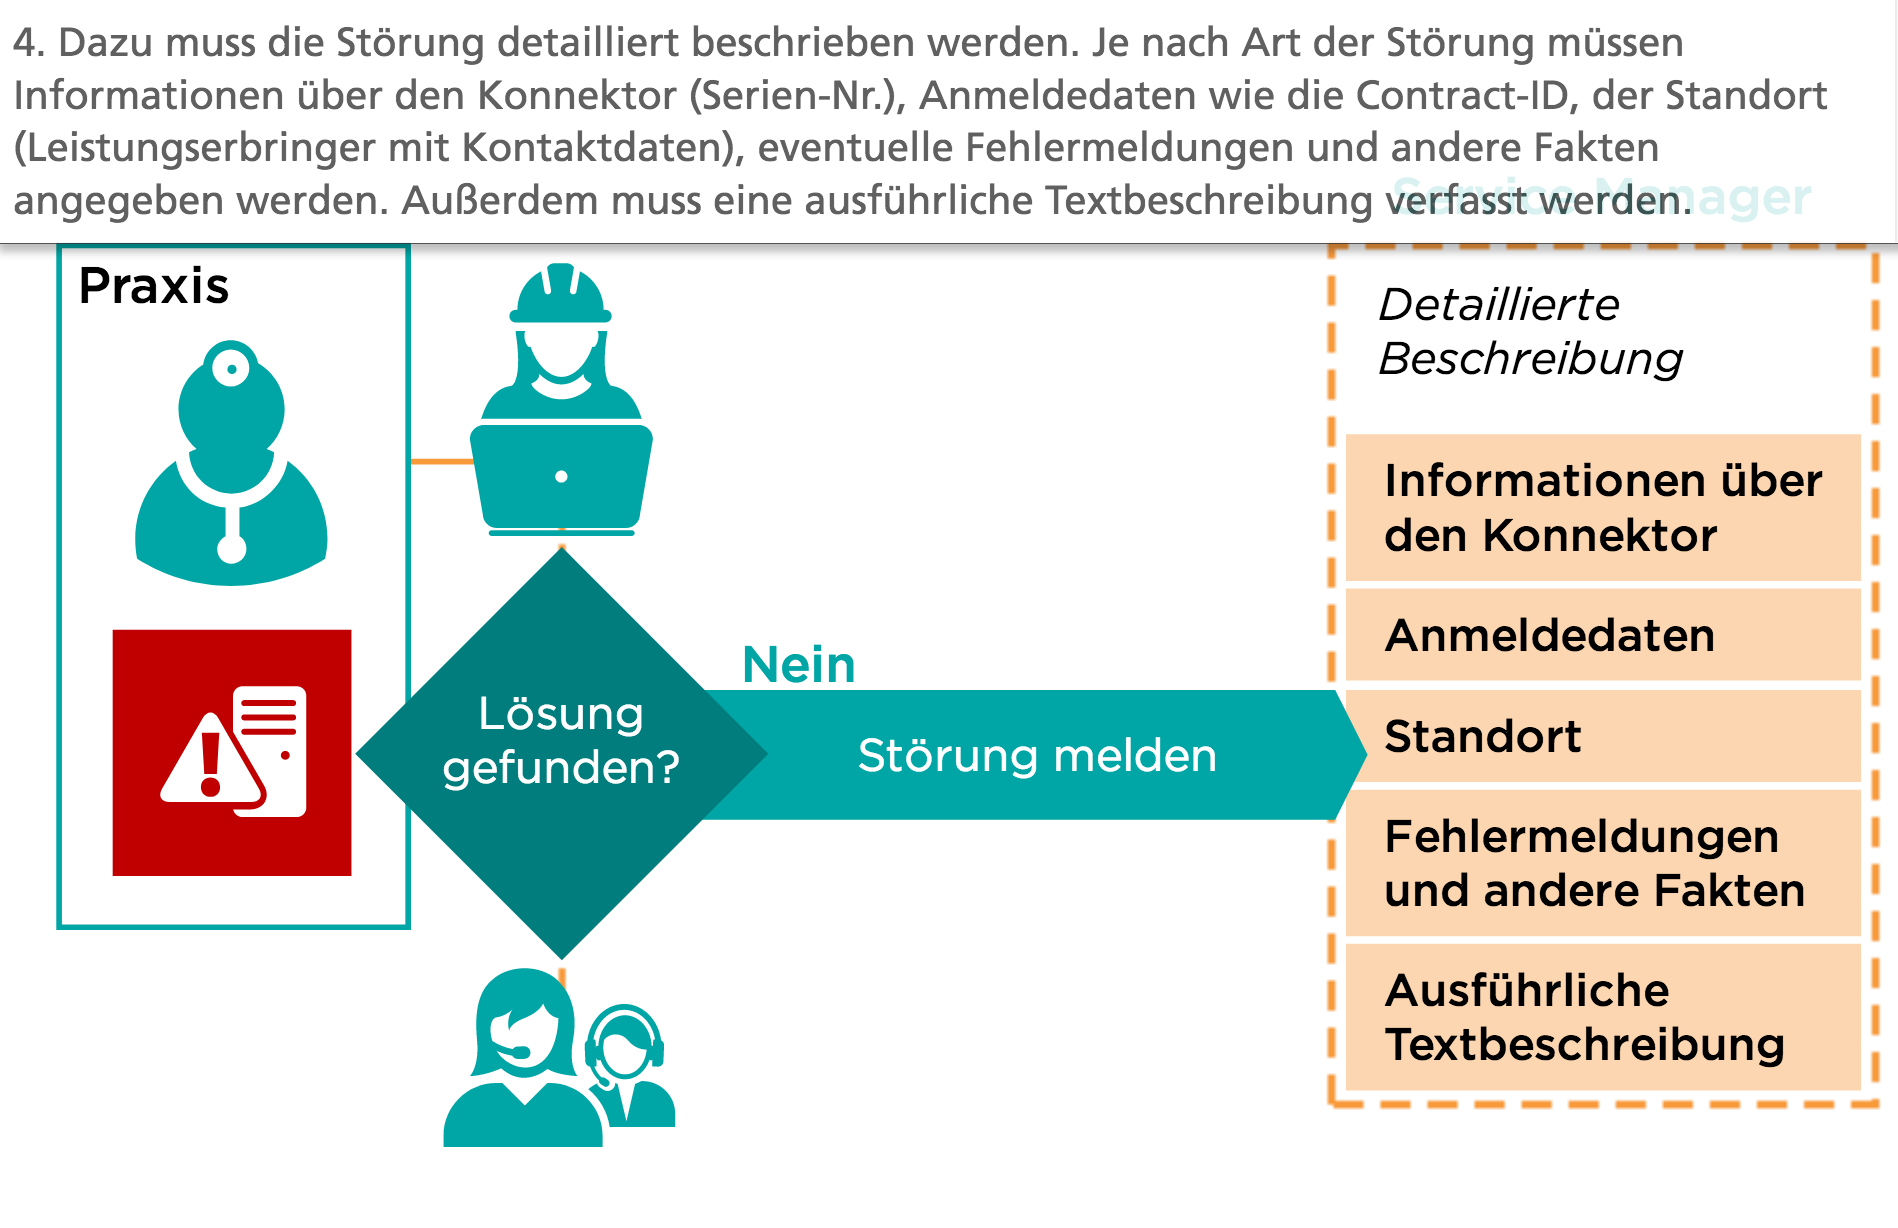 4. Dazu muss die Störung detailliert beschrieben werden. Je nach Art der Störung müssen
Informationen über den Konnektor (Serien-Nr.), Anmeldedaten wie die Contract-ID, der Standort
(Leistungserbringer mit Kontaktdaten), eventuelle Fehlermeldungen und andere Fakten
angegeben werden. Außerdem muss eine ausführliche Textbeschreibung verfasst werden.
Service Manager
Praxis
Detaillierte
Beschreibung
Informationen über
den Konnektor
Anmeldedaten
Nein
Lösung
gefunden?
Störung melden
Standort
Fehlermeldungen
und andere Fakten
Ausführliche
Textbeschreibung